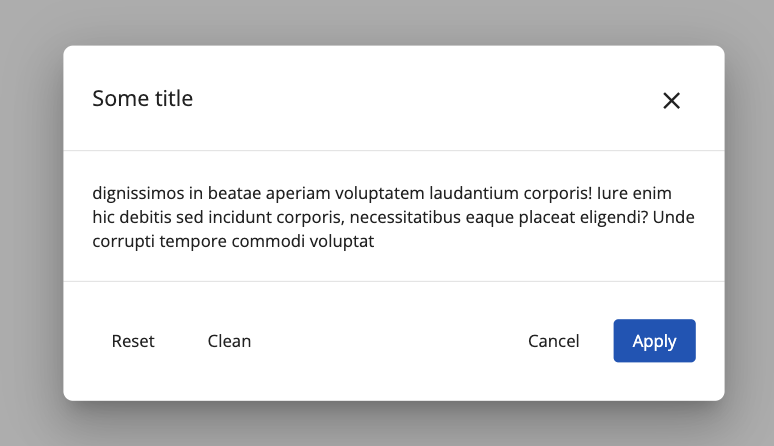 Some title
dignissimos in beatae aperiam voluptatem laudantium corporis! Iure enim
hic debitis sed incidunt corporis, necessitatibus eaque placeat eligendi? Unde
corrupti tempore commodi voluptat
Reset Clean Cancel Apply